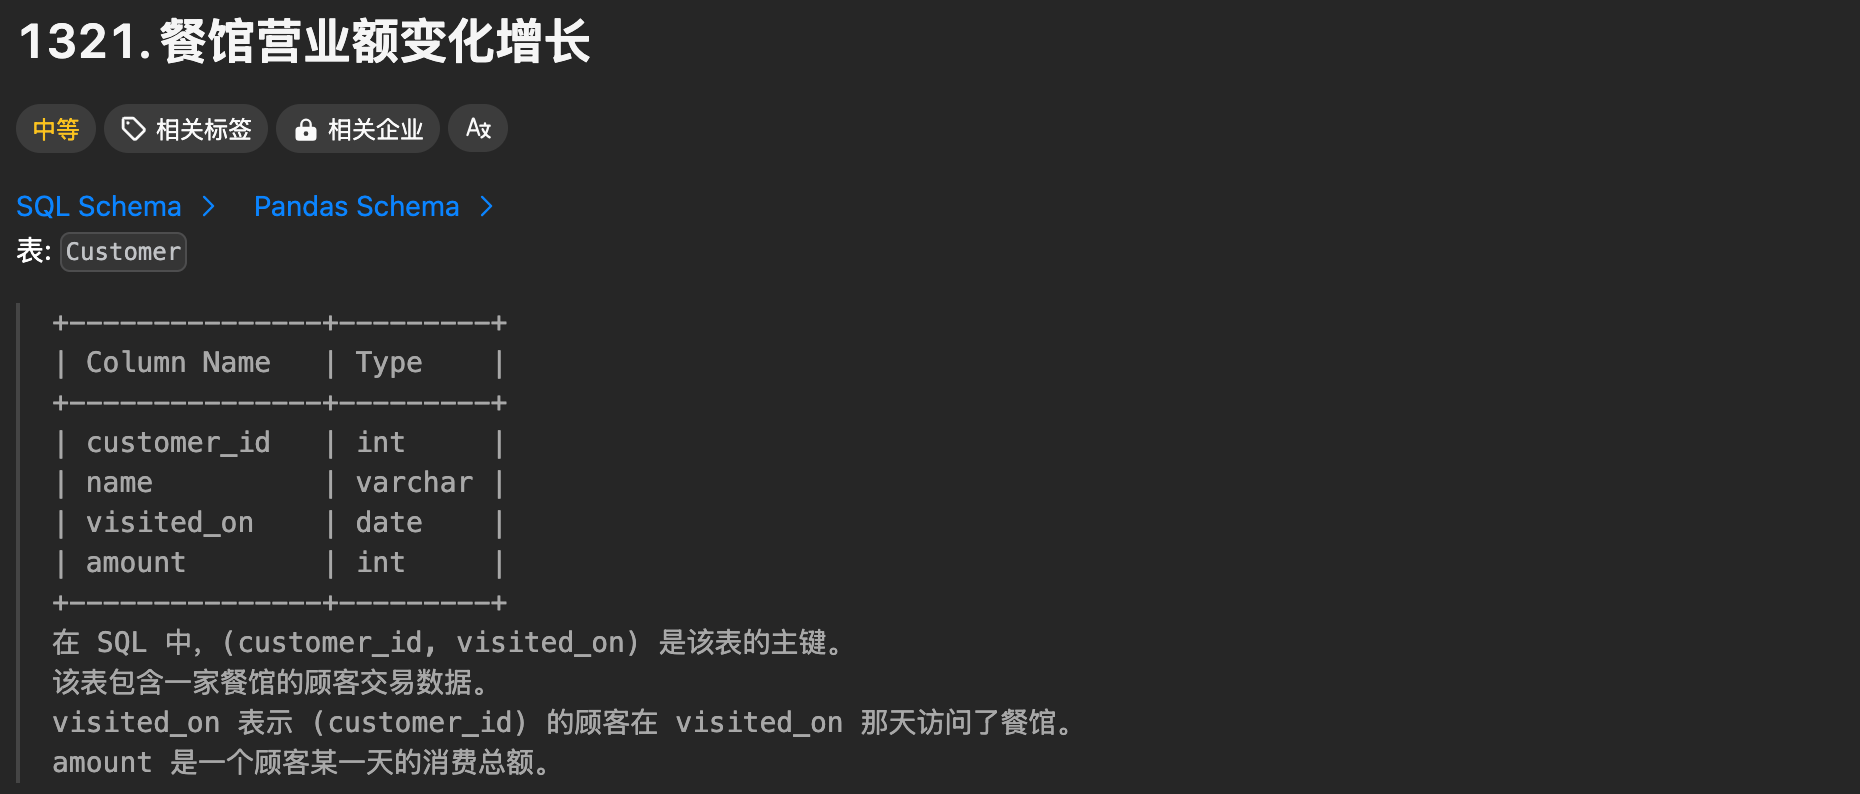 1321. 餐馆营业额变化增长
中等 相关标签 相关企业 A文
SQL Schema > Pandas Schema >
表: Customer
+---------------+---------+
| Column Name   | Type    |
+---------------+---------+
| customer_id   | int     |
| name          | varchar |
| visited_on    | date    |
| amount        | int     |
+---------------+---------+
在 SQL 中，(customer_id, visited_on) 是该表的主键。
该表包含一家餐馆的顾客交易数据。
visited_on 表示 (customer_id) 的顾客在 visited_on 那天访问了餐馆。
amount 是一个顾客某一天的消费总额。